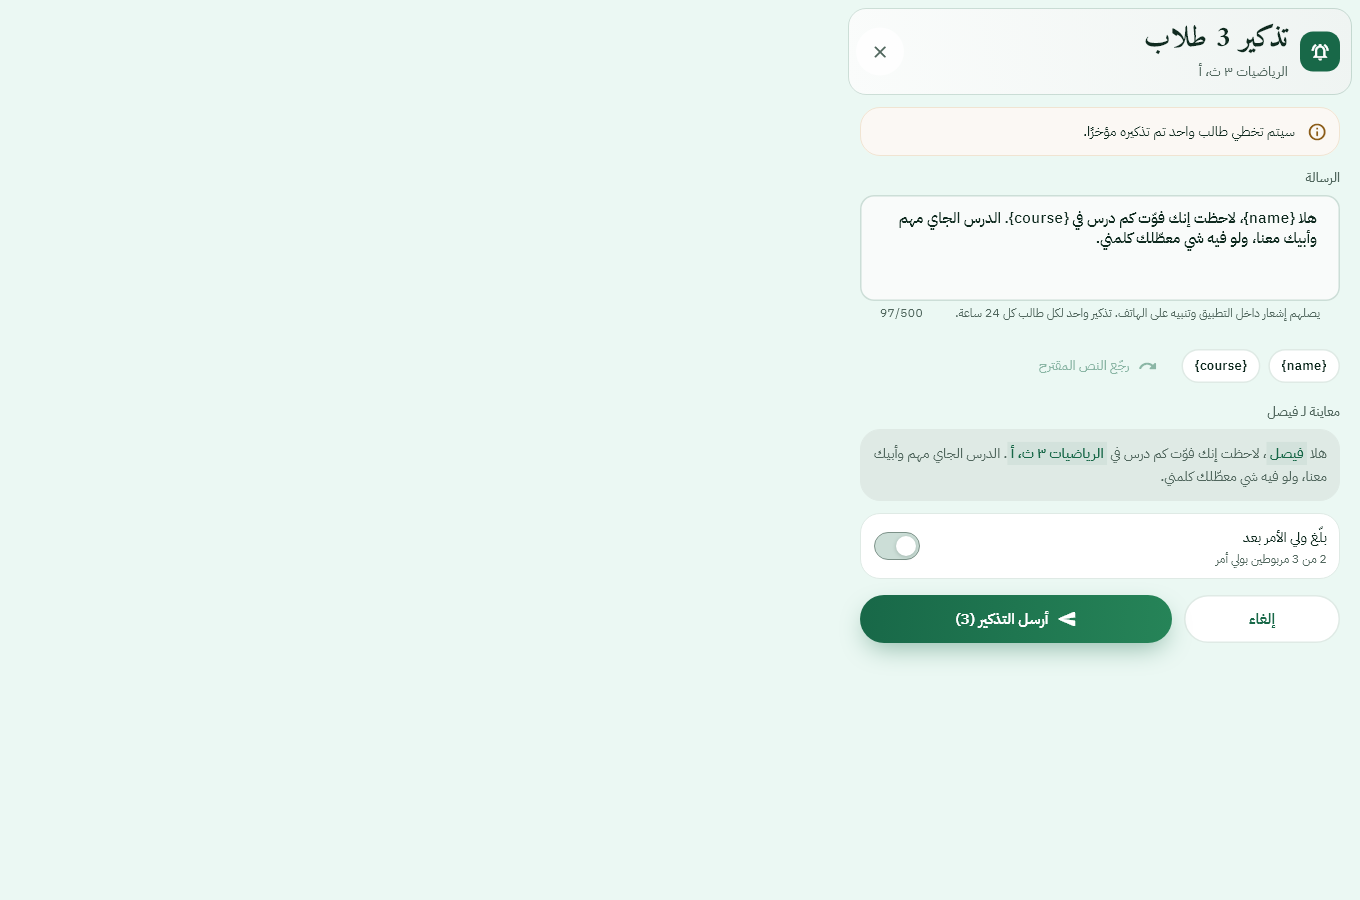 تذكير 3 طلاب
الرياضيات ٣ ث، أ
سيتم تخطي طالب واحد تم تذكيره مؤخرًا.
الرسالة
هلا {name}، لاحظت إنك فوّت كم درس في {course}. الدرس الجاي مهم
وأبيك معنا، ولو فيه شي معطّلك كلمني.
يصلهم إشعار داخل التطبيق وتنبيه على الهاتف. تذكير واحد لكل طالب كل 24 ساعة.
97/500
{name}
{course}
رجّع النص المقترح
معاينة لـ فيصل
هلا فيصل، لاحظت إنك فوّت كم درس في الرياضيات ٣ ث، أ. الدرس الجاي مهم وأبيك
معنا، ولو فيه شي معطّلك كلمني.
بلّغ ولي الأمر بعد
2 من 3 مربوطين بولي أمر
إلغاء
أرسل التذكير (3)